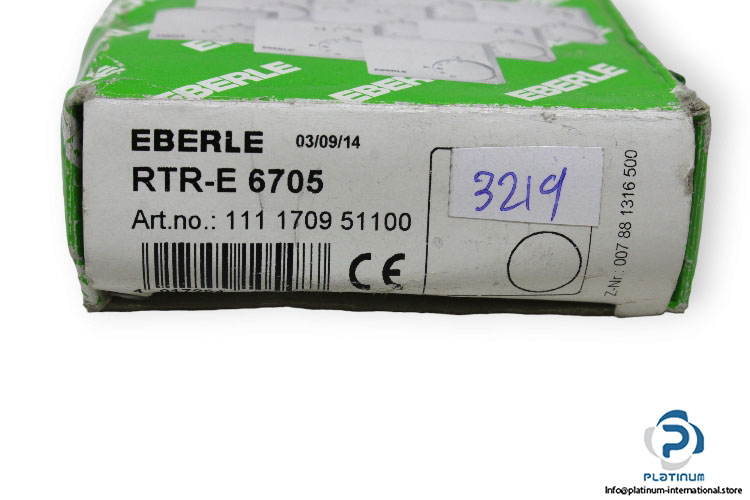 EBERLE
EBERLE
EBERLE
EBERLE 03/09/14
RTR-E 6705
Art.no.: 111 1709 51100
3219
CE
Z-Nr. 007 88 1316 500
PLATINUM
Info@platinum-international.store